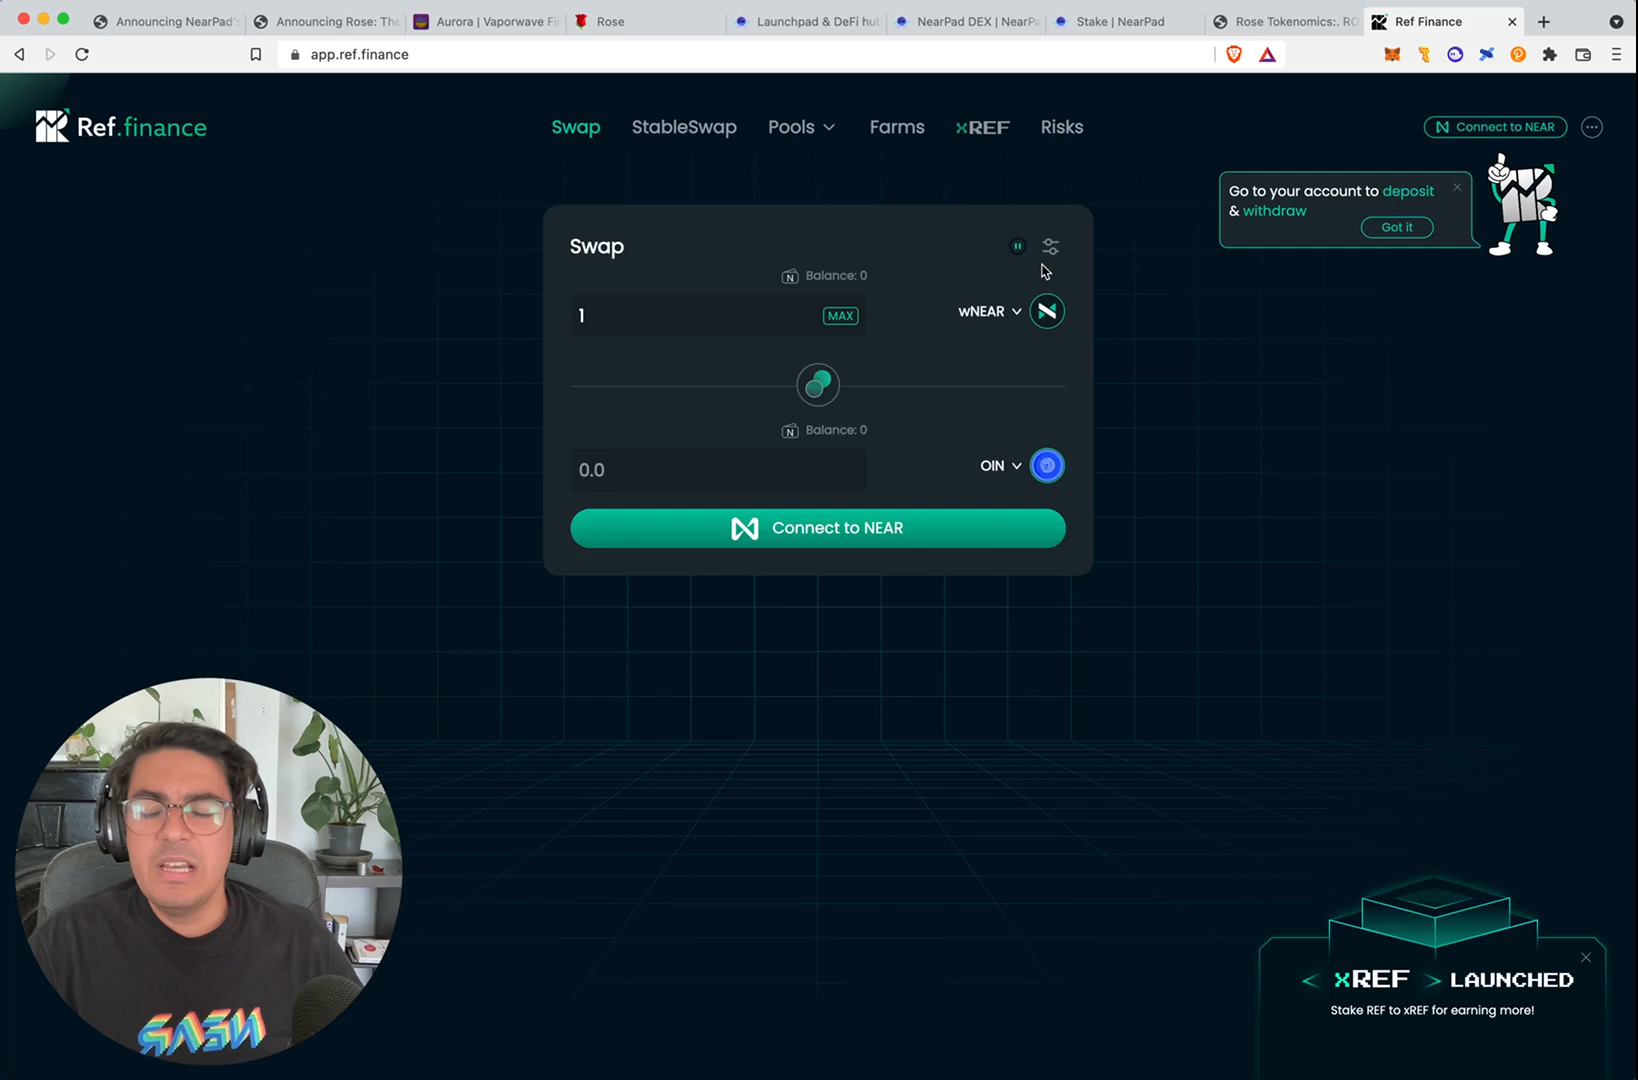 Announcing NearPad's
Announcing Rose: The
Aurora | Vaporwave Fi
Rose
Launchpad & DeFi hu
NearPad DEX | NearPa
Stake | NearPad
Rose Tokenomics:. RO
Ref Finance
app.ref.finance
Ref.finance
Swap
StableSwap
Pools
Farms
xREF
Risks
Connect to NEAR
Go to your account to deposit
& withdraw
Got it
Swap
Balance: 0
1
MAX
wNEAR
Balance: 0
0.0
OIN
Connect to NEAR
NEAR
< xREF > LAUNCHED
Stake REF to xREF for earning more!